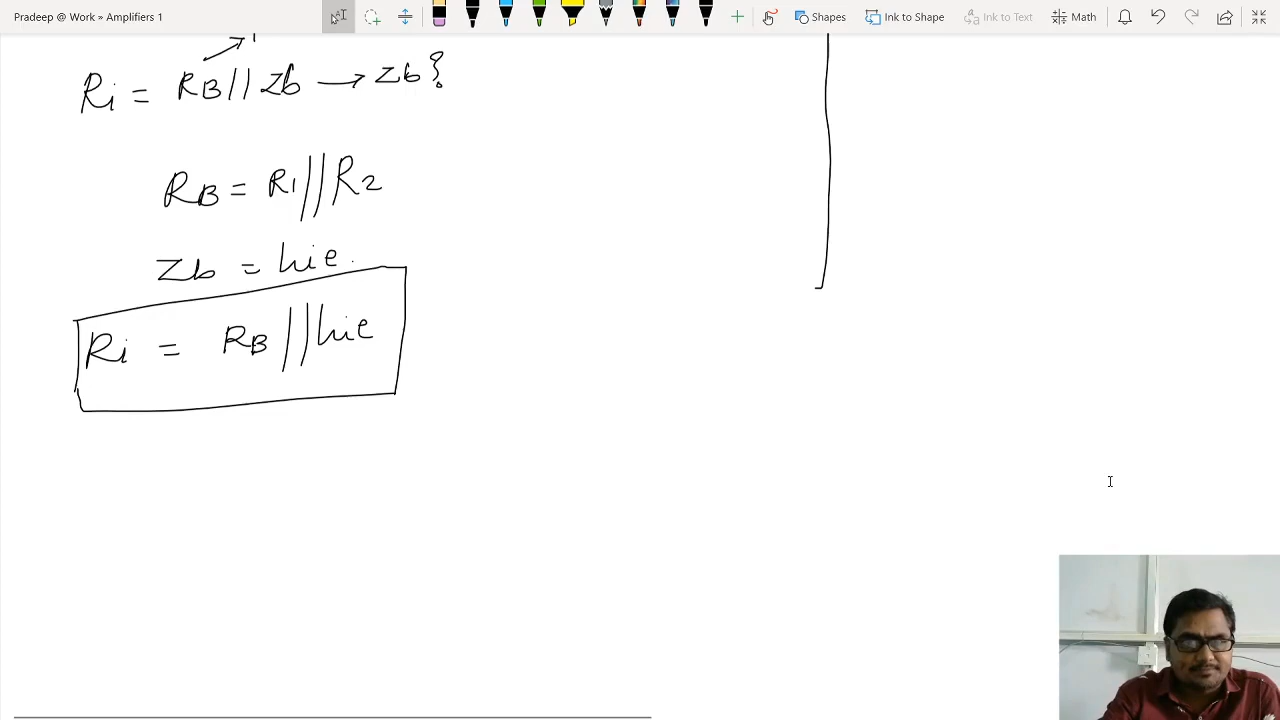 Pradeep @ Work » Amplifiers 1
Shapes
Ink to Shape
Ink to Text
Math
Ri = RB // Zb → Zb ?
RB = R1 // R2
Zb = hie.
Ri = RB // hie